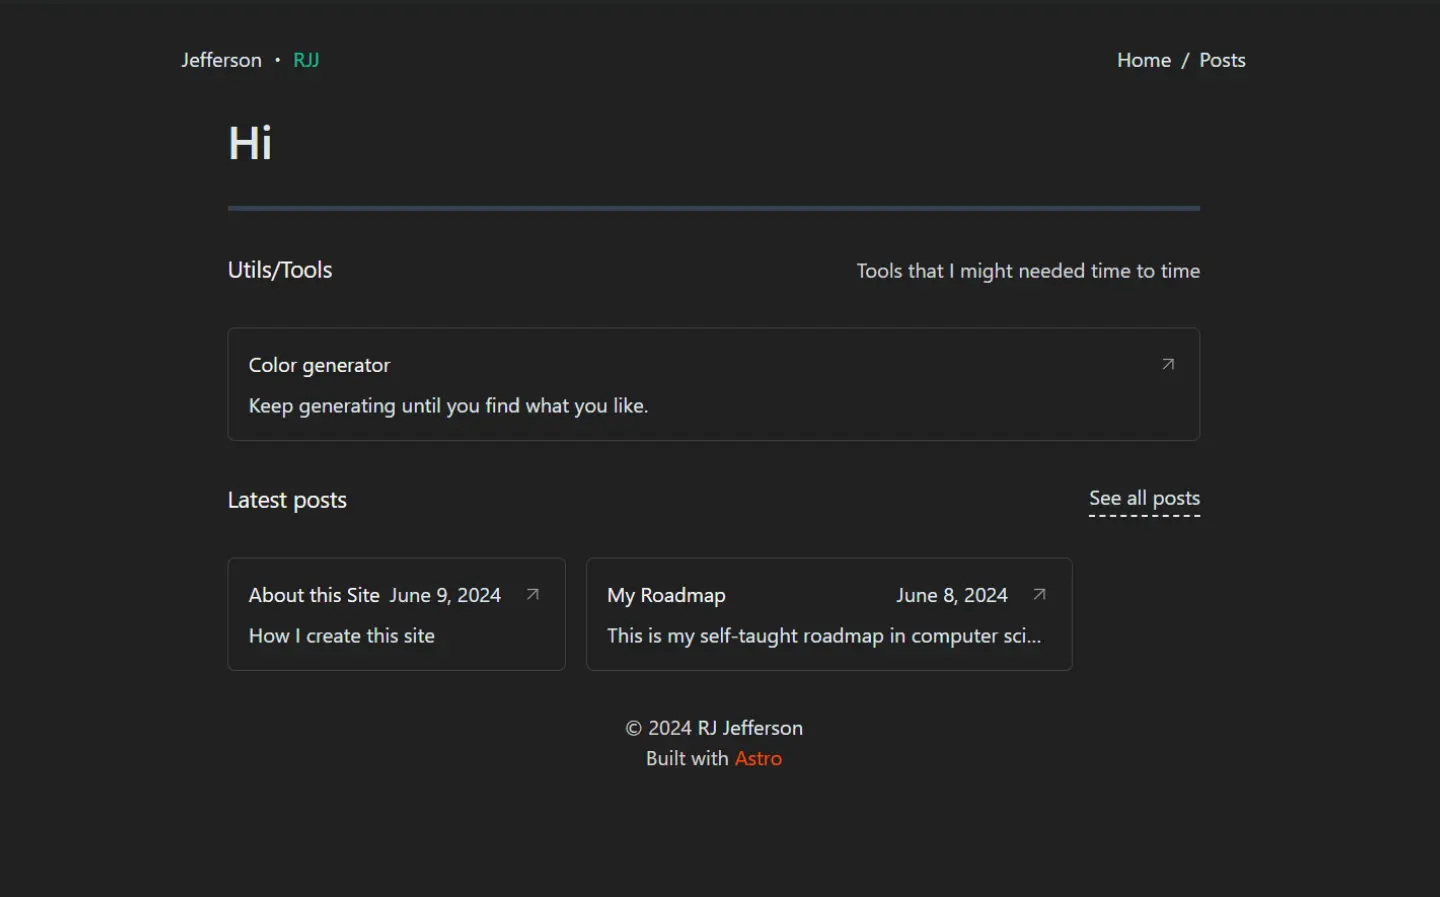 Jefferson • RJJ Home / Posts
Hi
Utils/Tools Tools that I might needed time to time
Color generator
Keep generating until you find what you like.
Latest posts See all posts
About this Site June 9, 2024
How I create this site
My Roadmap June 8, 2024
This is my self-taught roadmap in computer sci...
© 2024 RJ Jefferson
Built with Astro